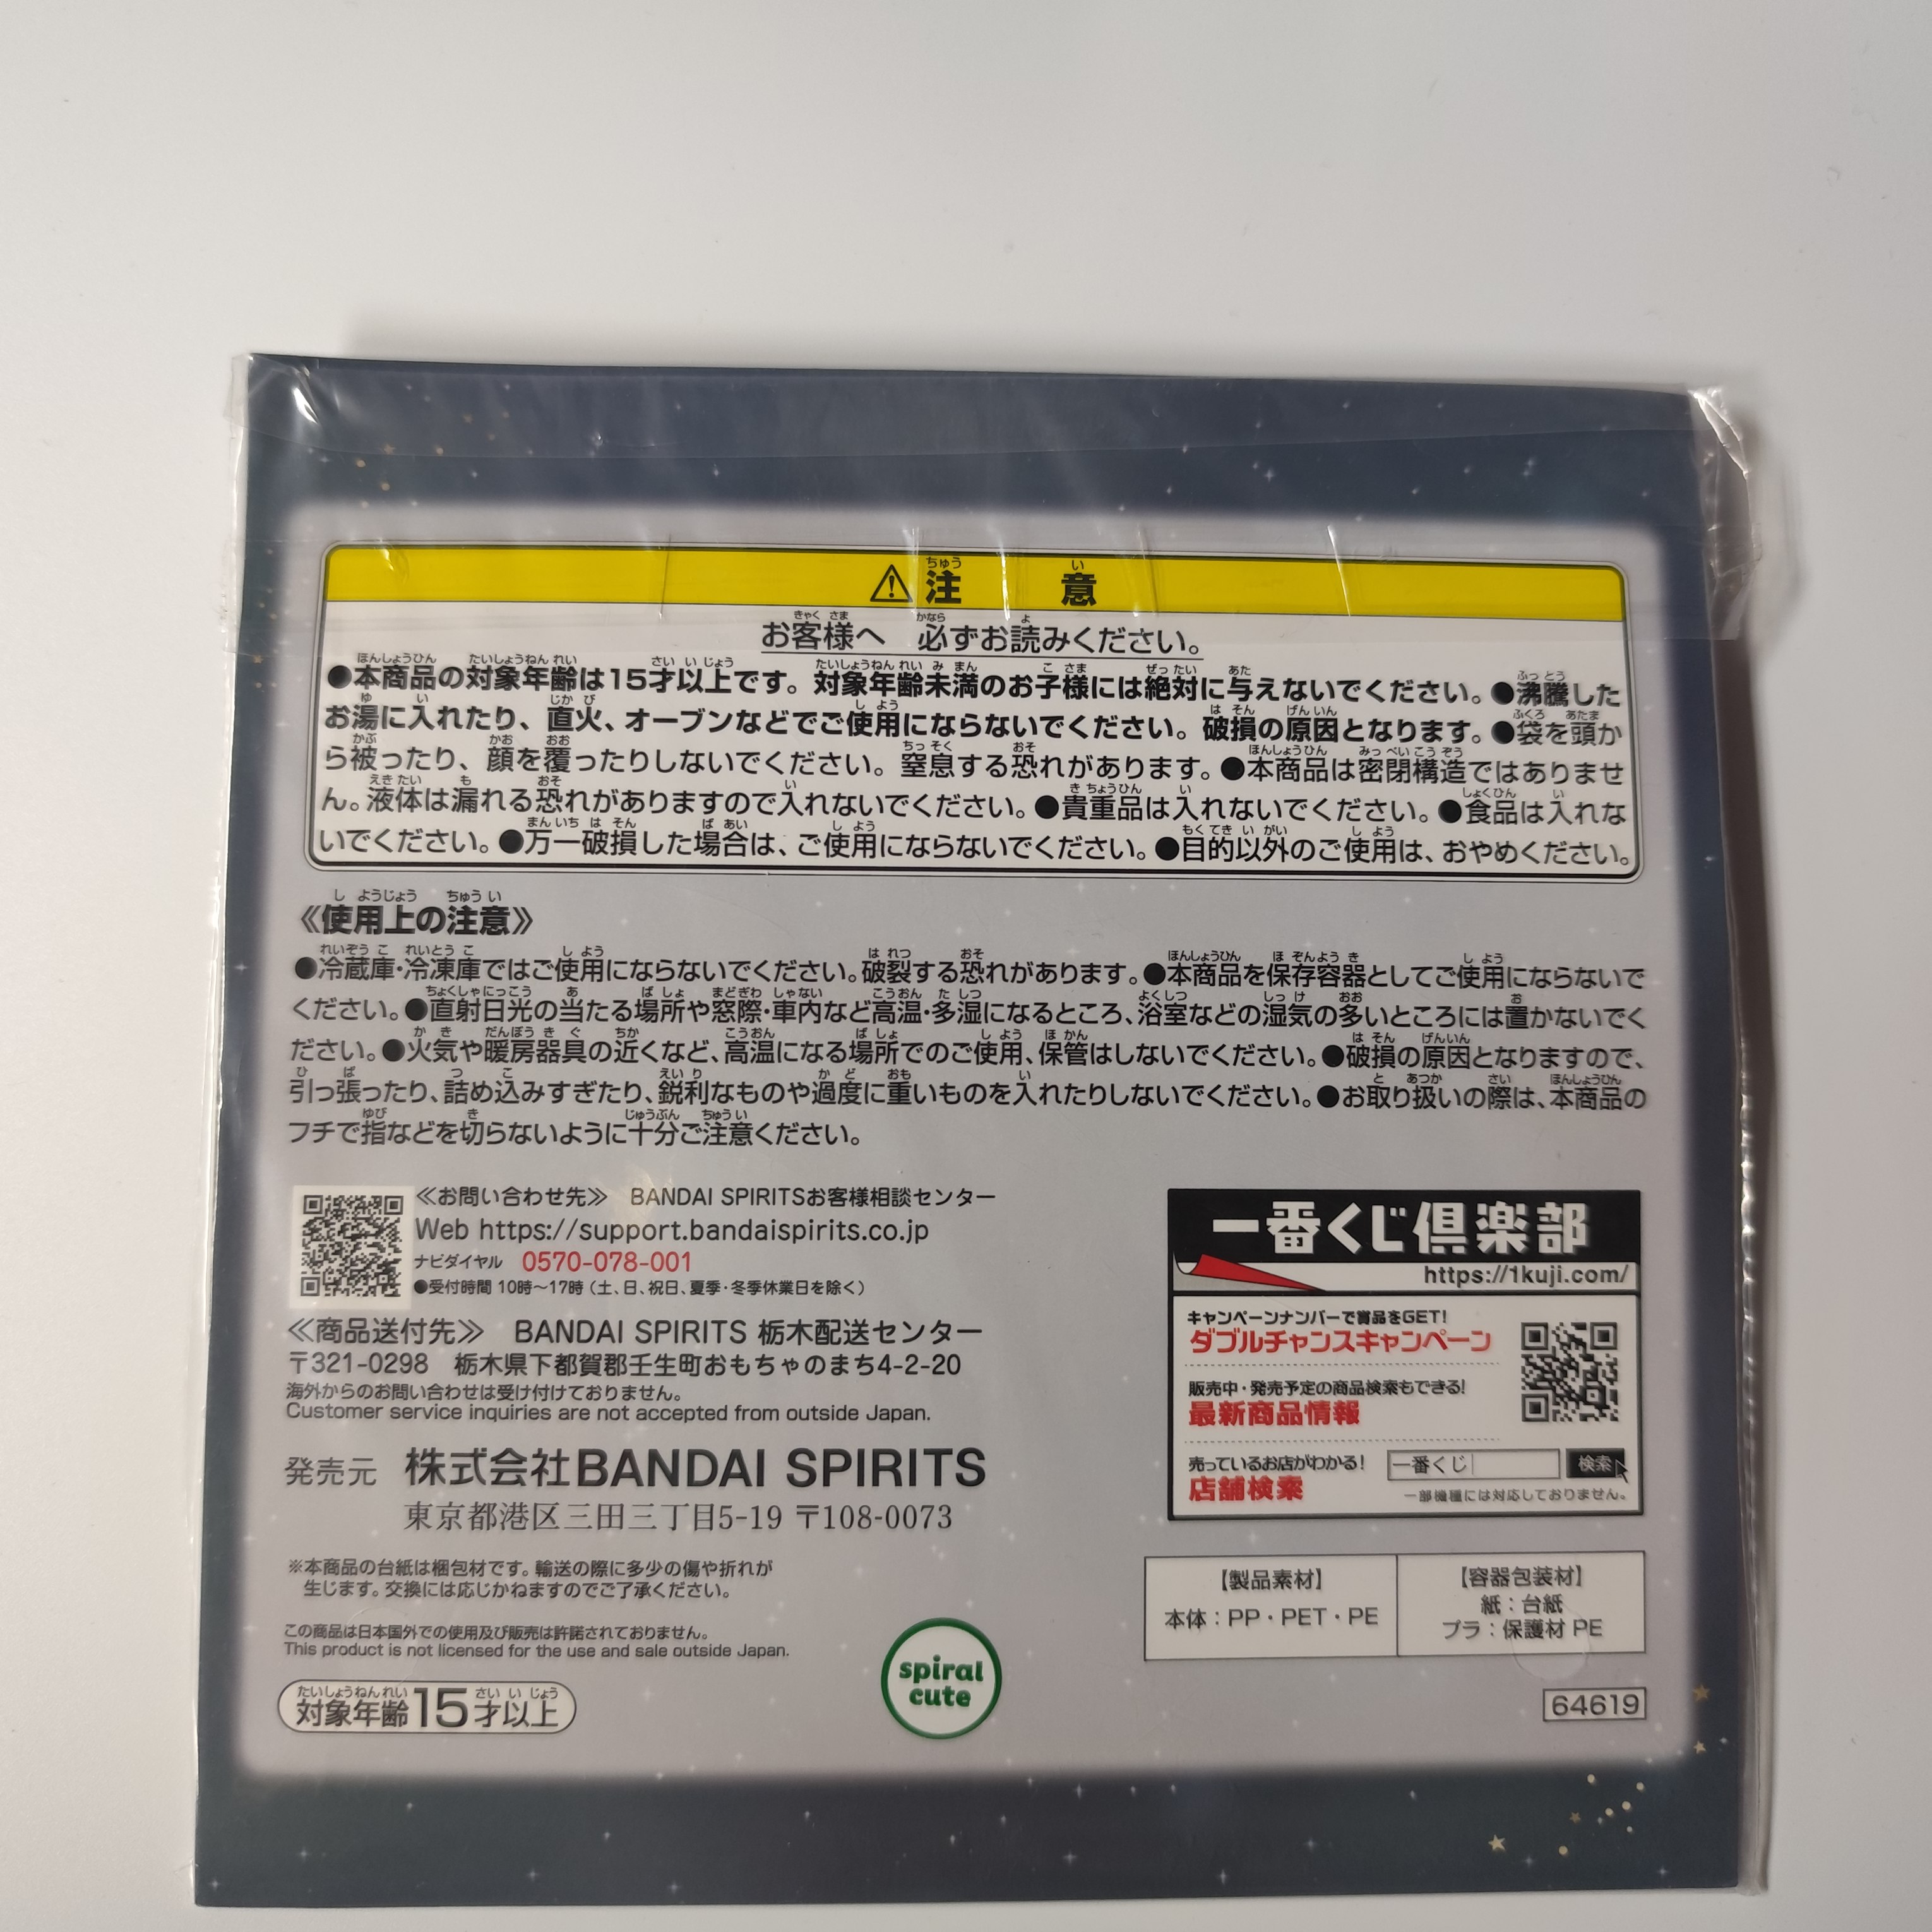 ⚠注意
お客様へ 必ずお読みください。
●本商品の対象年齢は15才以上です。対象年齢未満のお子様には絶対に与えないでください。●沸騰した
お湯に入れたり、直火、オーブンなどでご使用にならないでください。破損の原因となります。●袋を頭か
ら被ったり、顔を覆ったりしないでください。窒息する恐れがあります。●本商品は密閉構造ではありませ
ん。液体は漏れる恐れがありますので入れないでください。●貴重品は入れないでください。●食品は入れな
いでください。●万一破損した場合は、ご使用にならないでください。●目的以外のご使用は、おやめください。
《使用上の注意》
●冷蔵庫・冷凍庫ではご使用にならないでください。破裂する恐れがあります。●本商品を保存容器としてご使用にならないで
ください。●直射日光の当たる場所や窓際・車内など高温・多湿になるところ、浴室などの湿気の多いところには置かないでく
ださい。●火気や暖房器具の近くなど、高温になる場所でのご使用、保管はしないでください。●破損の原因となりますので、
引っ張ったり、詰め込みすぎたり、鋭利なものや過度に重いものを入れたりしないでください。●お取り扱いの際は、本商品の
フチで指などを切らないように十分ご注意ください。
≪お問い合わせ先≫ BANDAI SPIRITSお客様相談センター
Web https://support.bandaispirits.co.jp
ナビダイヤル 0570-078-001
●受付時間 10時～17時（土、日、祝日、夏季・冬季休業日を除く）
≪商品送付先≫ BANDAI SPIRITS 栃木配送センター
〒321-0298 栃木県下都賀郡壬生町おもちゃのまち4-2-20
海外からのお問い合わせは受け付けておりません。
Customer service inquiries are not accepted from outside Japan.
発売元 株式会社BANDAI SPIRITS
東京都港区三田三丁目5-19 〒108-0073
※本商品の台紙は梱包材です。輸送の際に多少の傷や折れが
生じます。交換には応じかねますのでご了承ください。
この商品は日本国外での使用及び販売は許諾されておりません。
This product is not licensed for the use and sale outside Japan.
対象年齢15才以上
spiral
cute
一番くじ倶楽部
https://1kuji.com/
キャンペーンナンバーで賞品をGET!
ダブルチャンスキャンペーン
販売中・発売予定の商品検索もできる!
最新商品情報
売っているお店がわかる!
店舗検索
一番くじ 検索
一部機種には対応しておりません。
【製品素材】
本体：PP・PET・PE
【容器包装材】
紙：台紙
プラ：保護材 PE
64619